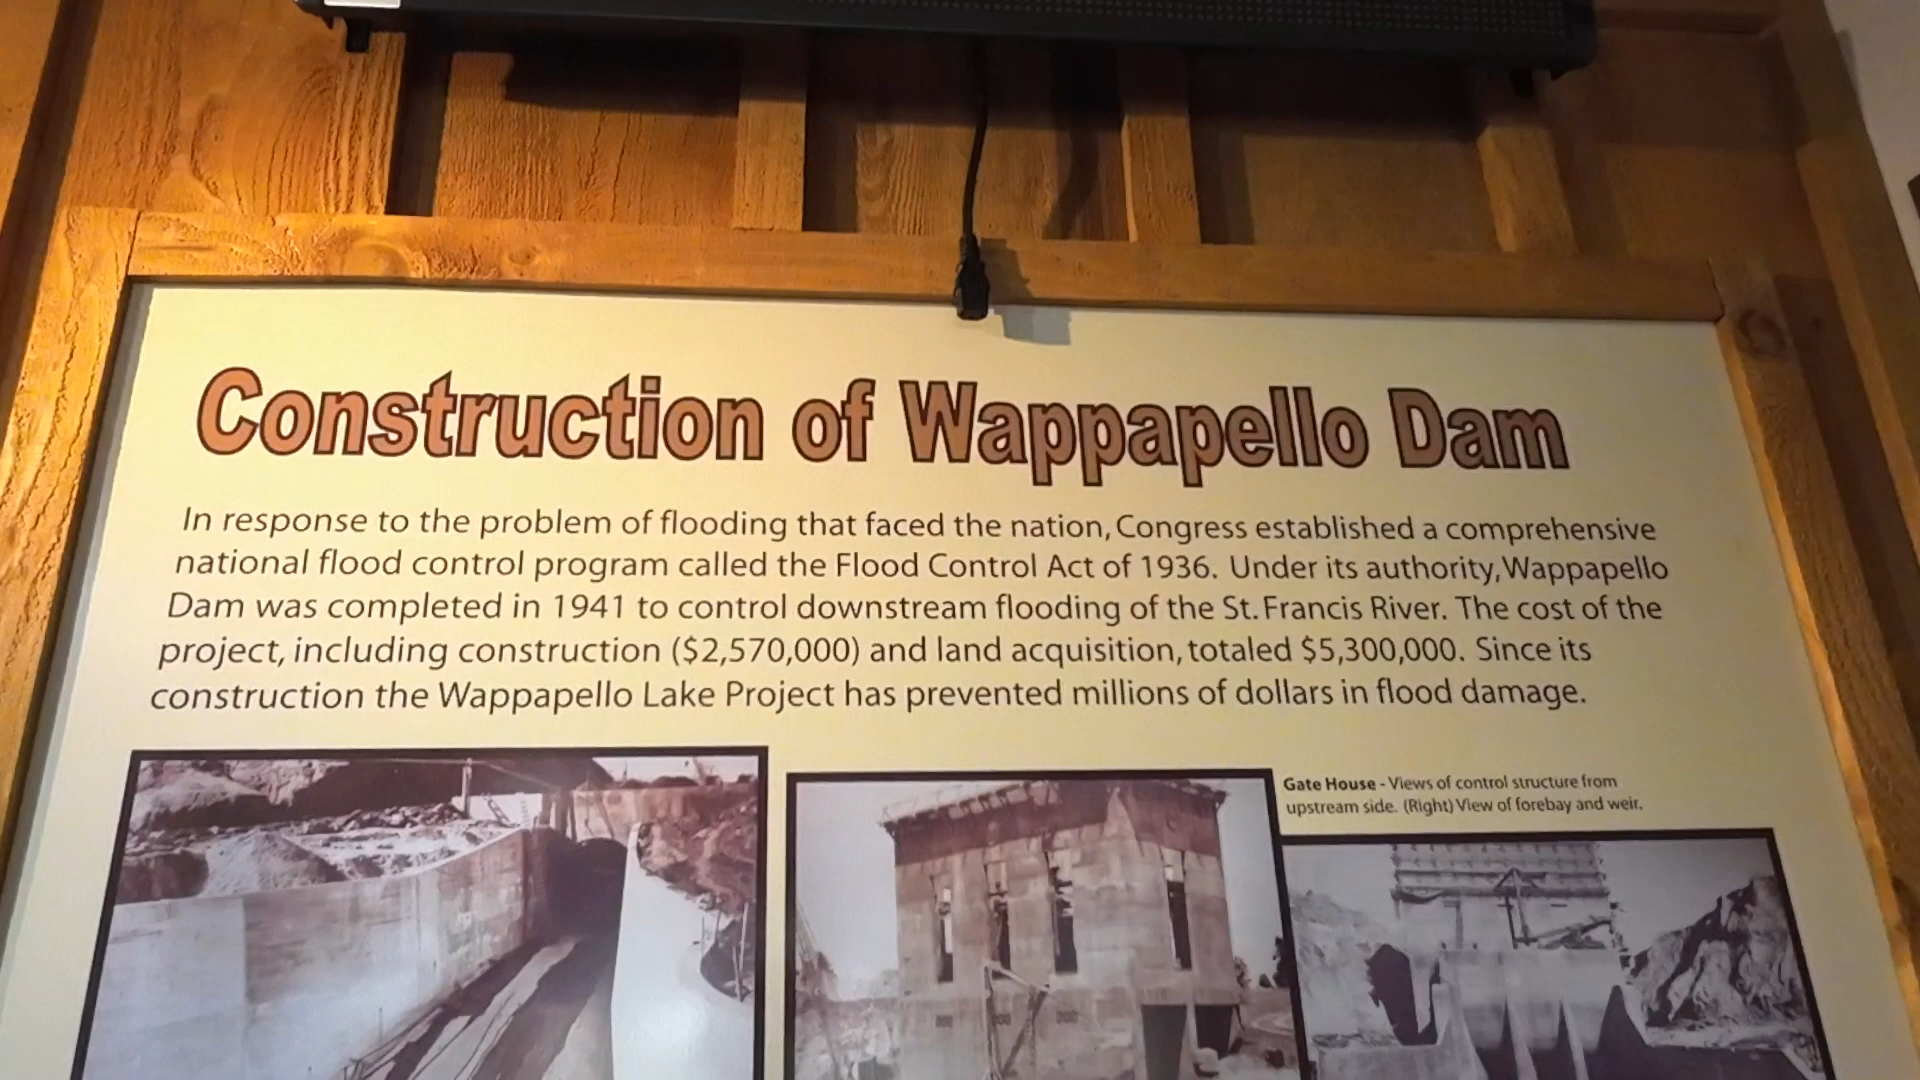 Construction of Wappapello Dam
In response to the problem of flooding that faced the nation, Congress established a comprehensive
national flood control program called the Flood Control Act of 1936. Under its authority, Wappapello
Dam was completed in 1941 to control downstream flooding of the St. Francis River. The cost of the
project, including construction ($2,570,000) and land acquisition, totaled $5,300,000. Since its
construction the Wappapello Lake Project has prevented millions of dollars in flood damage.
Gate House - Views of control structure from
upstream side. (Right) View of forebay and weir.